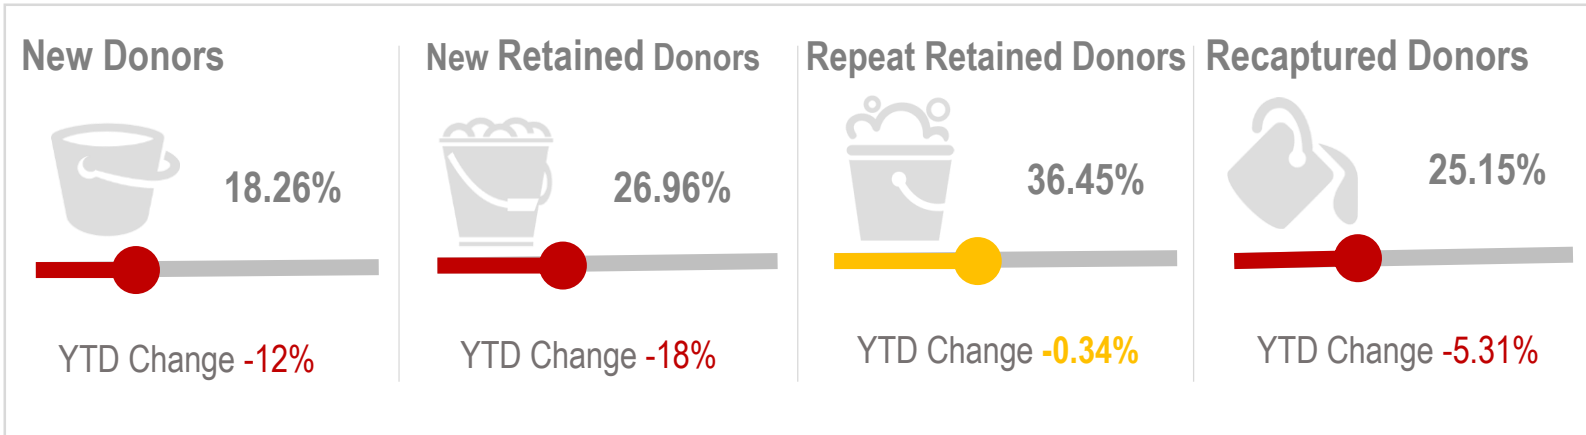 New Donors
18.26%
YTD Change -12%
New Retained Donors
26.96%
YTD Change -18%
Repeat Retained Donors
36.45%
YTD Change -0.34%
Recaptured Donors
25.15%
YTD Change -5.31%